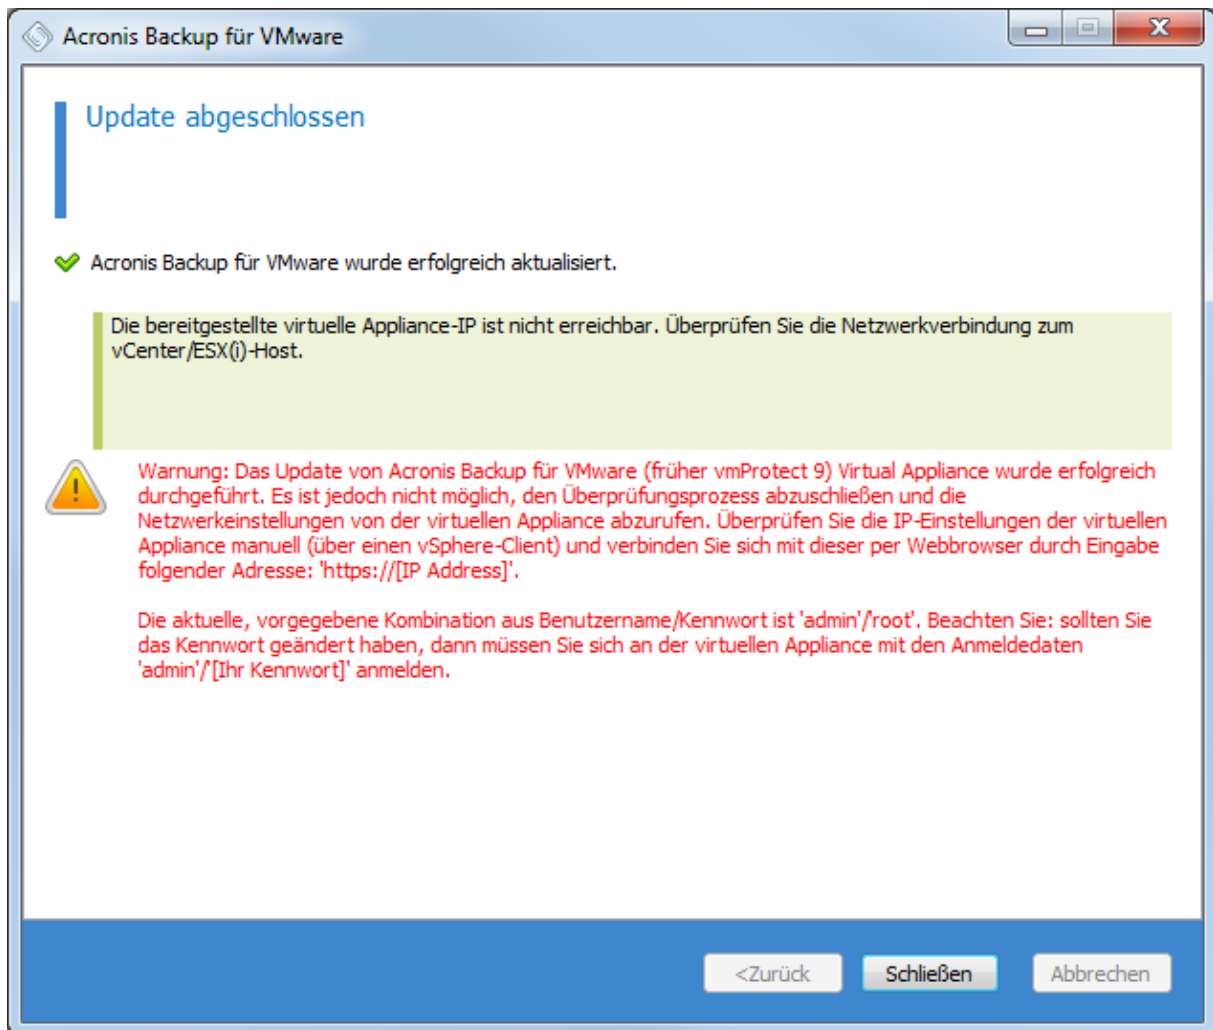 Acronis Backup für VMware
Update abgeschlossen
Acronis Backup für VMware wurde erfolgreich aktualisiert.
Die bereitgestellte virtuelle Appliance-IP ist nicht erreichbar. Überprüfen Sie die Netzwerkverbindung zum
vCenter/ESX(i)-Host.
Warnung: Das Update von Acronis Backup für VMware (früher vmProtect 9) Virtual Appliance wurde erfolgreich
durchgeführt. Es ist jedoch nicht möglich, den Überprüfungsprozess abzuschließen und die
Netzwerkeinstellungen von der virtuellen Appliance abzurufen. Überprüfen Sie die IP-Einstellungen der virtuellen
Appliance manuell (über einen vSphere-Client) und verbinden Sie sich mit dieser per Webbrowser durch Eingabe
folgender Adresse: 'https://[IP Address]'.
Die aktuelle, vorgegebene Kombination aus Benutzername/Kennwort ist 'admin'/'root'. Beachten Sie: sollten Sie
das Kennwort geändert haben, dann müssen Sie sich an der virtuellen Appliance mit den Anmeldedaten
'admin'/'[Ihr Kennwort]' anmelden.
<Zurück
Schließen
Abbrechen